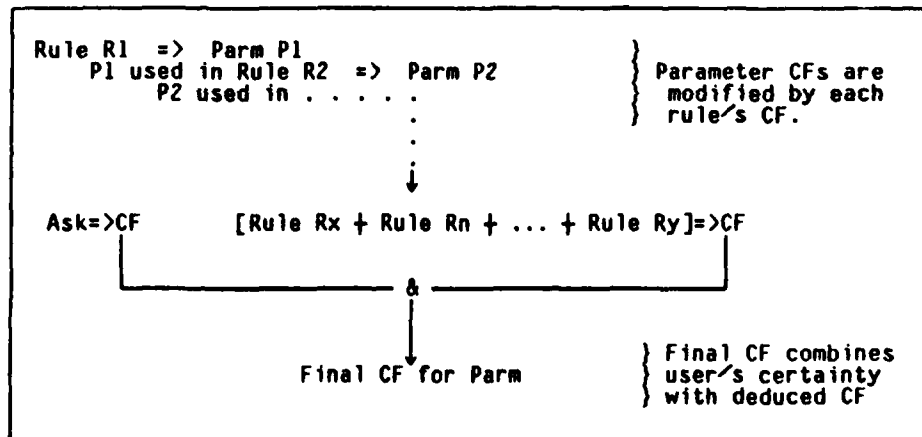 Rule R1 => Parm P1
P1 used in Rule R2 => Parm P2
P2 used in . . . . .
.
.
.
} Parameter CFs are
} modified by each
} rule's CF.
Ask=>CF [Rule Rx + Rule Rn + ... + Rule Ry]=>CF
&
Final CF for Parm
} Final CF combines
} user's certainty
} with deduced CF